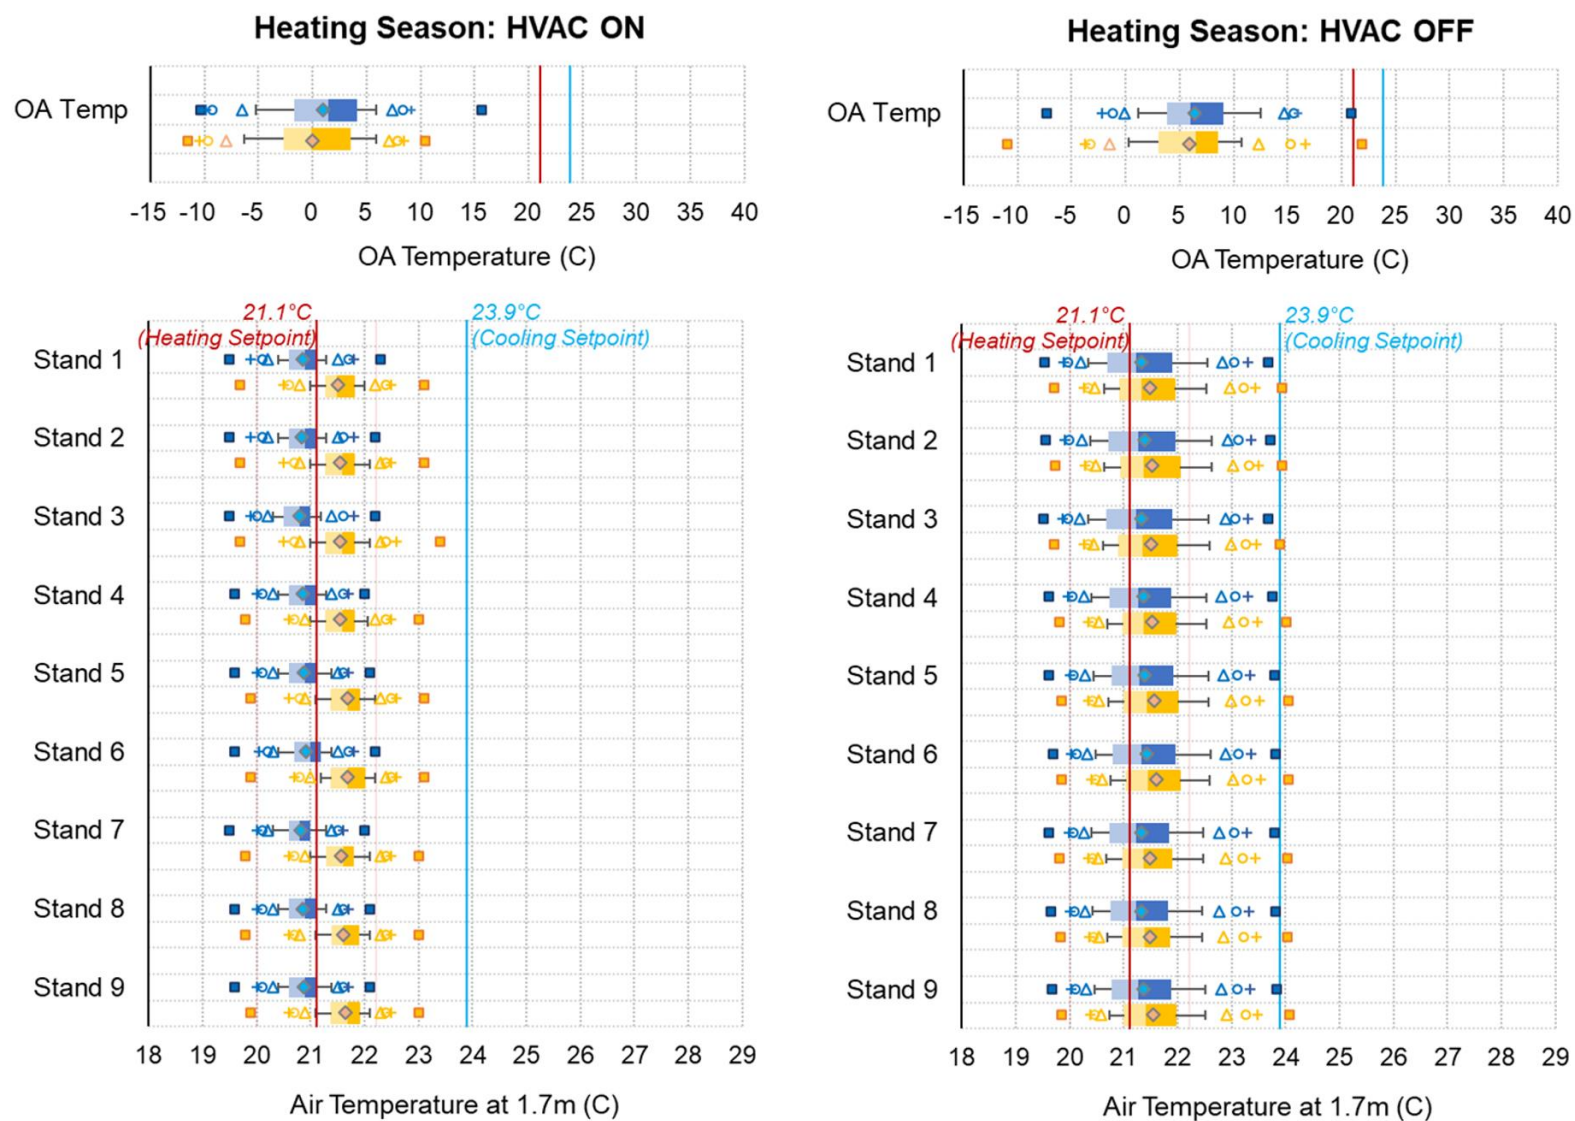 Heating Season: HVAC ON
OA Temp
-15 -10 -5 0 5 10 15 20 25 30 35 40
OA Temperature (C)
21.1°C
(Heating Setpoint)
23.9°C
(Cooling Setpoint)
Stand 1
Stand 2
Stand 3
Stand 4
Stand 5
Stand 6
Stand 7
Stand 8
Stand 9
18 19 20 21 22 23 24 25 26 27 28 29
Air Temperature at 1.7m (C)
Heating Season: HVAC OFF
OA Temp
-15 -10 -5 0 5 10 15 20 25 30 35 40
OA Temperature (C)
21.1°C
(Heating Setpoint)
23.9°C
(Cooling Setpoint)
Stand 1
Stand 2
Stand 3
Stand 4
Stand 5
Stand 6
Stand 7
Stand 8
Stand 9
18 19 20 21 22 23 24 25 26 27 28 29
Air Temperature at 1.7m (C)